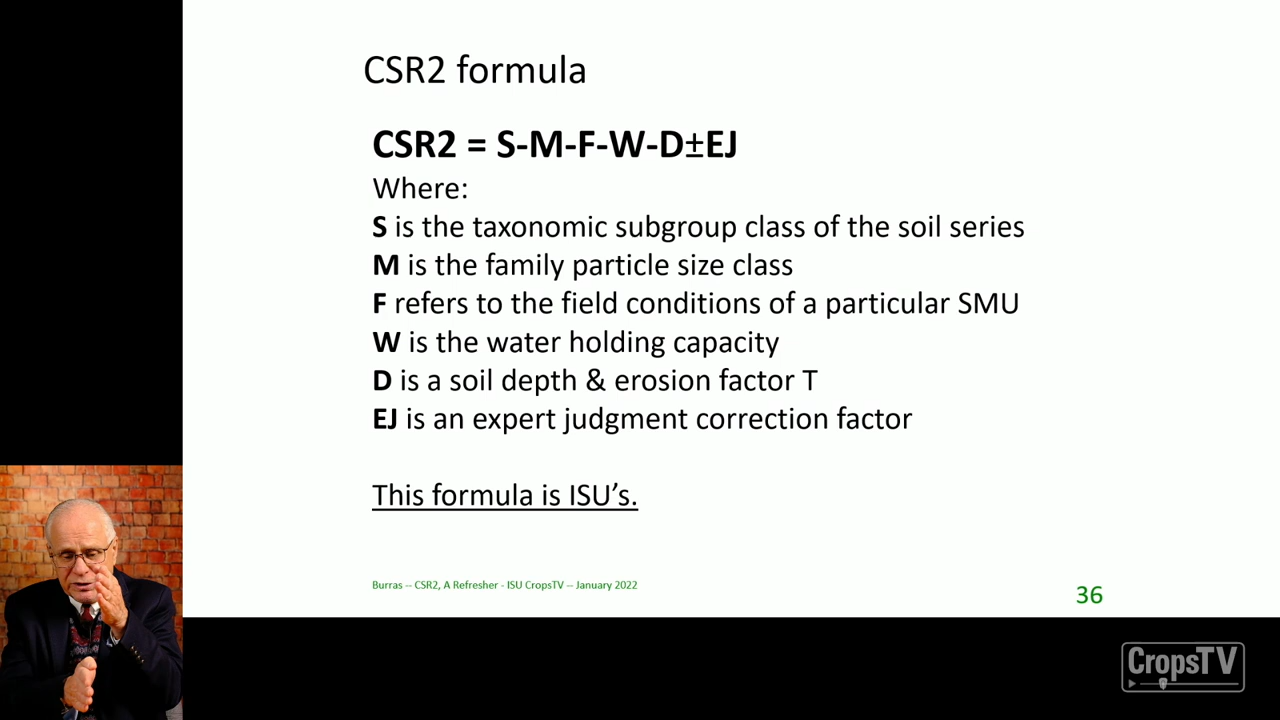 CSR2 formula
CSR2 = S-M-F-W-D±EJ
Where:
S is the taxonomic subgroup class of the soil series
M is the family particle size class
F refers to the field conditions of a particular SMU
W is the water holding capacity
D is a soil depth & erosion factor T
EJ is an expert judgment correction factor
This formula is ISU’s.
Burras -- CSR2, A Refresher - ISU CropsTV -- January 2022
36
CropsTV